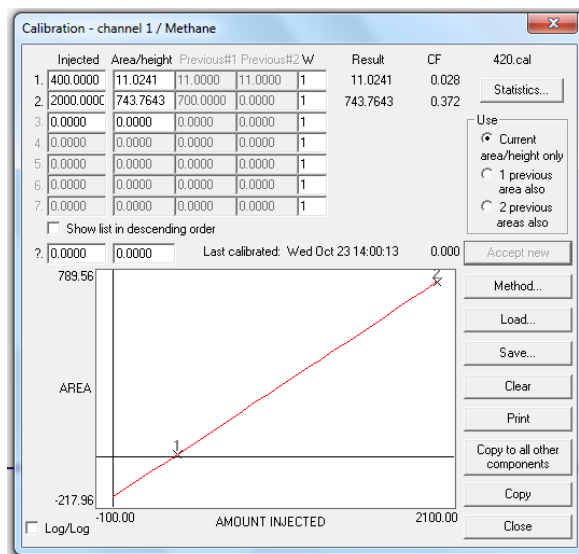 Calibration - channel 1 / Methane
Injected Area/height Previous#1 Previous#2 W Result CF 420.cal
1. 400.0000 11.0241 11.0000 11.0000 1 11.0241 0.028
2. 2000.000 743.7643 700.0000 0.0000 1 743.7643 0.372
Statistics...
3. 0.0000 0.0000 0.0000 0.0000 1
4. 0.0000 0.0000 0.0000 0.0000 1
5. 0.0000 0.0000 0.0000 0.0000 1
6. 0.0000 0.0000 0.0000 0.0000 1
7. 0.0000 0.0000 0.0000 0.0000 1
Use
Current
area/height only
1 previous
area also
2 previous
areas also
Show list in descending order
?. 0.0000 0.0000 Last calibrated: Wed Oct 23 14:00:13 0.000
Accept new
Method...
Load...
Save...
Clear
Print
Copy to all other
components
Copy
Close
789.56
2
AREA
1
-217.96
-100.00 AMOUNT INJECTED 2100.00
Log/Log